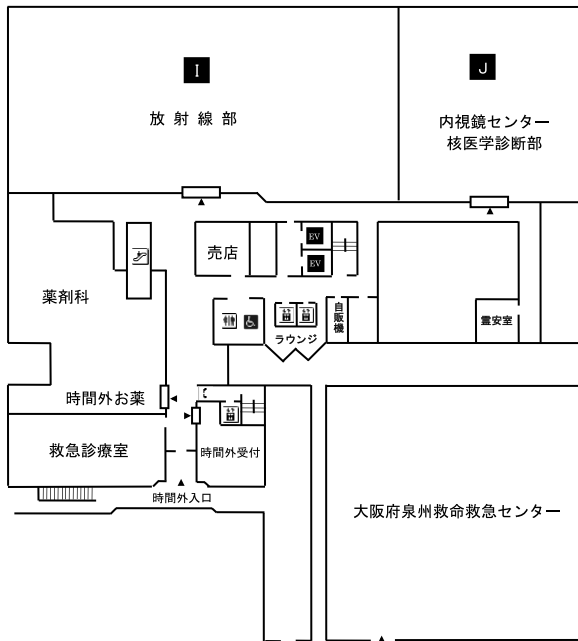 I
J
放射線部
内視鏡センター
核医学診断部
EV
EV
売店
薬剤科
自販機
ラウンジ
霊安室
時間外お薬
救急診療室
時間外受付
時間外入口
大阪府泉州救命救急センター